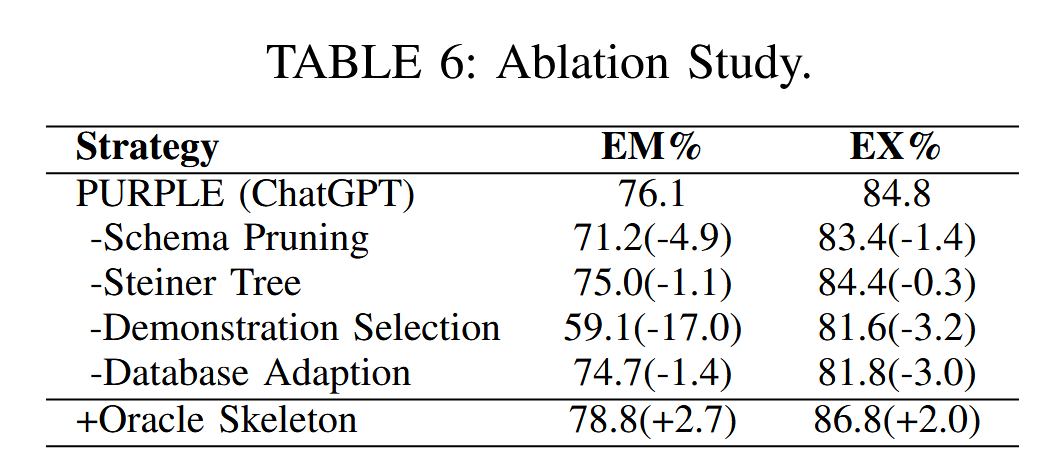 TABLE 6: Ablation Study.
Strategy EM% EX%
PURPLE (ChatGPT) 76.1 84.8
-Schema Pruning 71.2(-4.9) 83.4(-1.4)
-Steiner Tree 75.0(-1.1) 84.4(-0.3)
-Demonstration Selection 59.1(-17.0) 81.6(-3.2)
-Database Adaption 74.7(-1.4) 81.8(-3.0)
+Oracle Skeleton 78.8(+2.7) 86.8(+2.0)